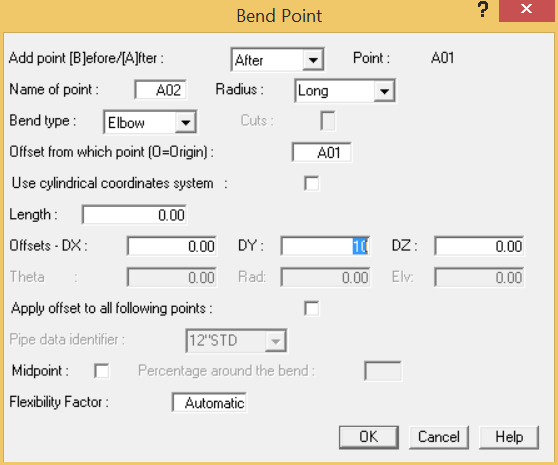 Bend Point ? x
Add point [B]efore/[A]fter : After Point : A01
Name of point : A02 Radius : Long
Bend type : Elbow Cuts :
Offset from which point (O=Origin) : A01
Use cylindrical coordinates system :
Length : 0.00
Offsets - DX : 0.00 DY : 10 DZ : 0.00
Theta : 0.00 Rad: 0.00 Elv: 0.00
Apply offset to all following points :
Pipe data identifier : 12"STD
Midpoint : Percentage around the bend :
Flexibility Factor : Automatic
OK Cancel Help